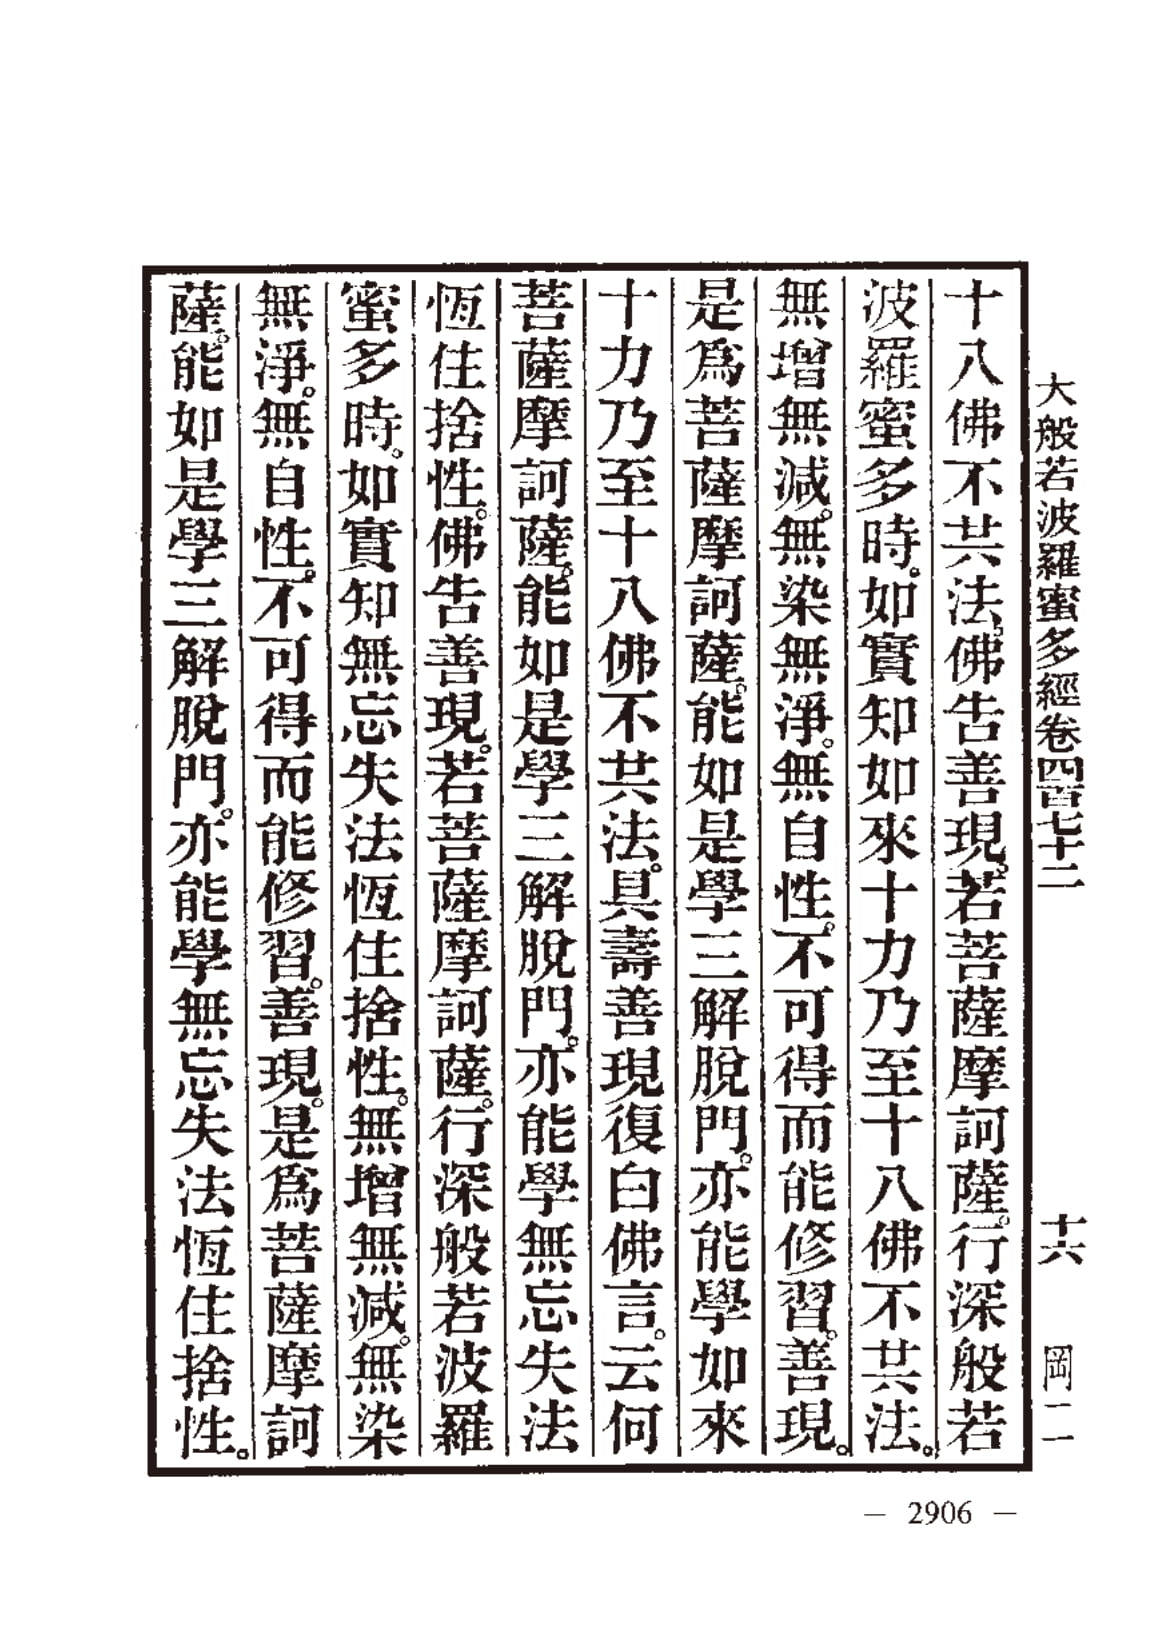 大般若波羅蜜多經卷四百七十二 十六 岡二
十八佛不共法。佛告善現。若菩薩摩訶薩。行深般若
波羅蜜多時。如實知如來十力乃至十八佛不共法。
無增無減。無染無淨。無自性。不可得而能修習。善現。
是爲菩薩摩訶薩。能如是學三解脫門。亦能學如來
十力乃至十八佛不共法。具壽善現復白佛言。云何
菩薩摩訶薩。能如是學三解脫門。亦能學無忘失法
恆住捨性。佛告善現。若菩薩摩訶薩。行深般若波羅
蜜多時。如實知無忘失法恆住捨性。無增無減。無染
無淨。無自性。不可得而能修習。善現。是爲菩薩摩訶
薩。能如是學三解脫門。亦能學無忘失法恆住捨性。
— 2906 —